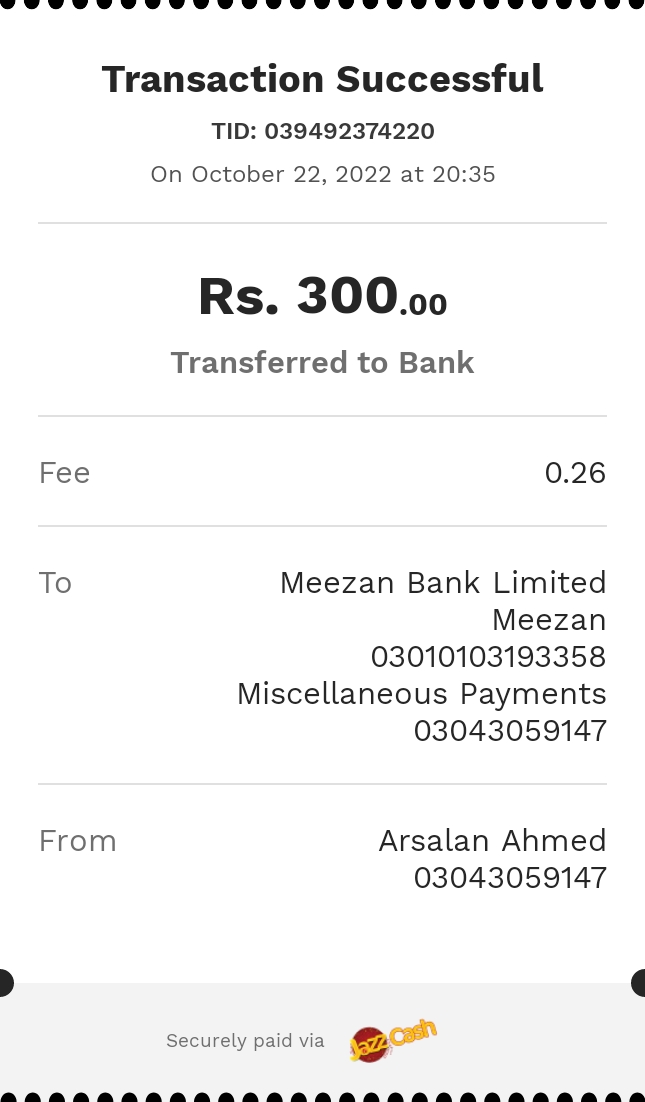 Transaction Successful
TID: 039492374220
On October 22, 2022 at 20:35
Rs. 300.00
Transferred to Bank
Fee 0.26
To Meezan Bank Limited
Meezan
03010103193358
Miscellaneous Payments
03043059147
From Arsalan Ahmed
03043059147
Securely paid via JazzCash